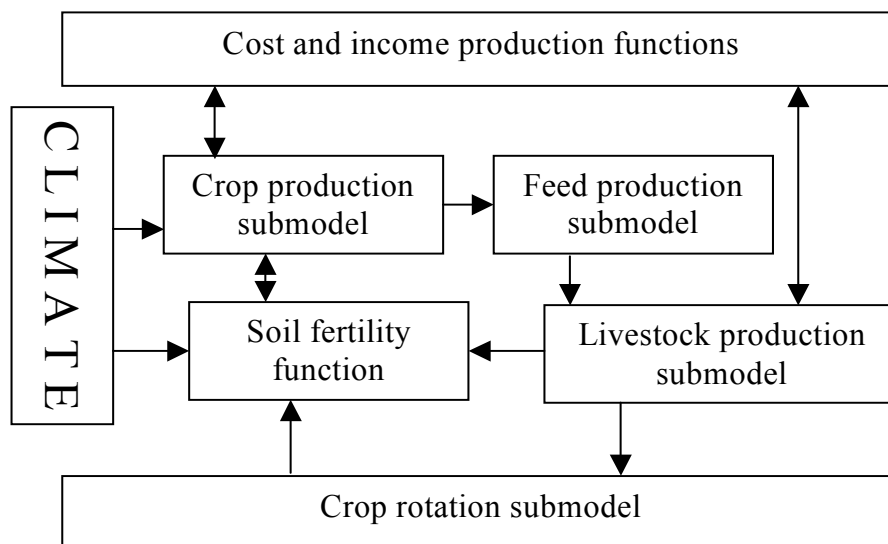 Cost and income production functions
CLIMATE
Crop production
submodel
Feed production
submodel
Soil fertility
function
Livestock production
submodel
Crop rotation submodel